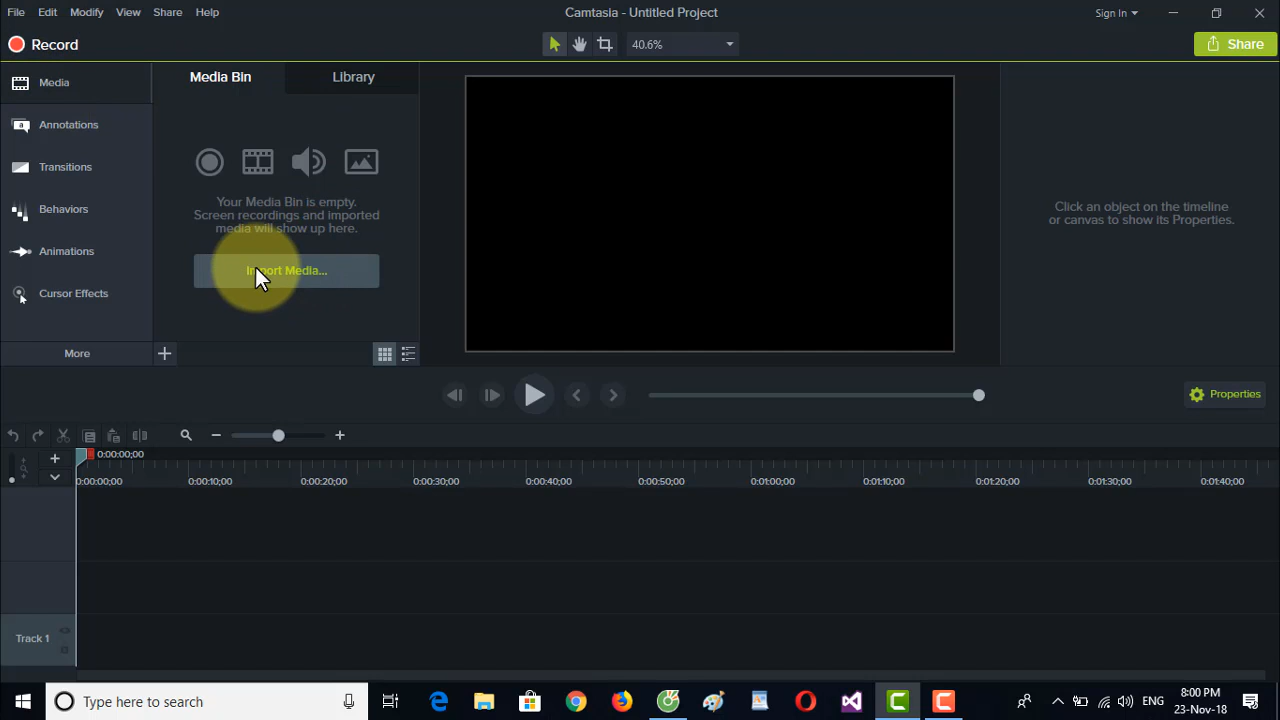 File Edit Modify View Share Help
Camtasia - Untitled Project
Sign In
Record
40.6%
Share
Media
Media Bin
Library
Annotations
Transitions
Behaviors
Animations
Cursor Effects
More
Your Media Bin is empty.
Screen recordings and imported
media will show up here.
Import Media...
Click an object on the timeline
or canvas to show its Properties.
Properties
0:00:00;00
0:00:00;00 0:00:10;00 0:00:20;00 0:00:30;00 0:00:40;00 0:00:50;00 0:01:00;00 0:01:10;00 0:01:20;00 0:01:30;00 0:01:40;00
Track 1
Type here to search
ENG
8:00 PM
23-Nov-18